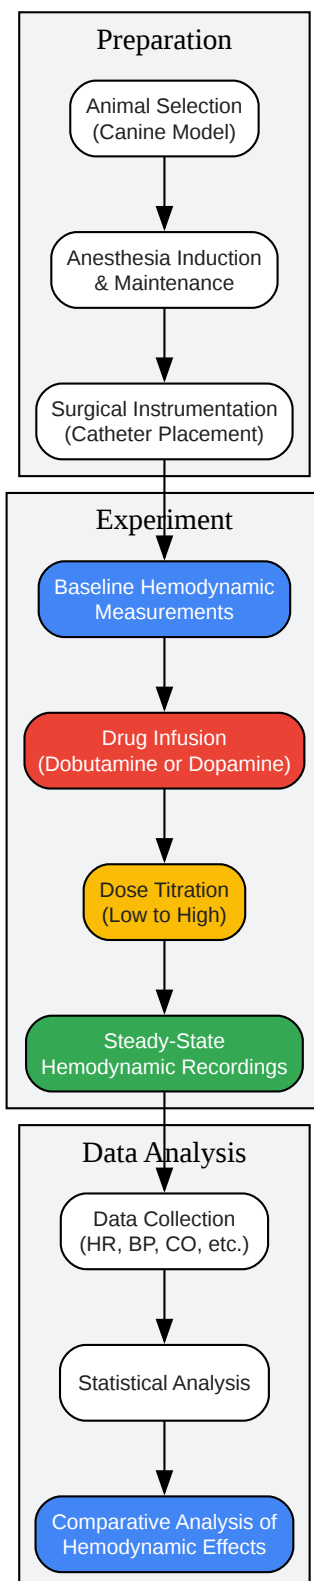 Preparation
Animal Selection
(Canine Model)
Anesthesia Induction
& Maintenance
Surgical Instrumentation
(Catheter Placement)
Experiment
Baseline Hemodynamic
Measurements
Drug Infusion
(Dobutamine or Dopamine)
Dose Titration
(Low to High)
Steady-State
Hemodynamic Recordings
Data Analysis
Data Collection
(HR, BP, CO, etc.)
Statistical Analysis
Comparative Analysis of
Hemodynamic Effects